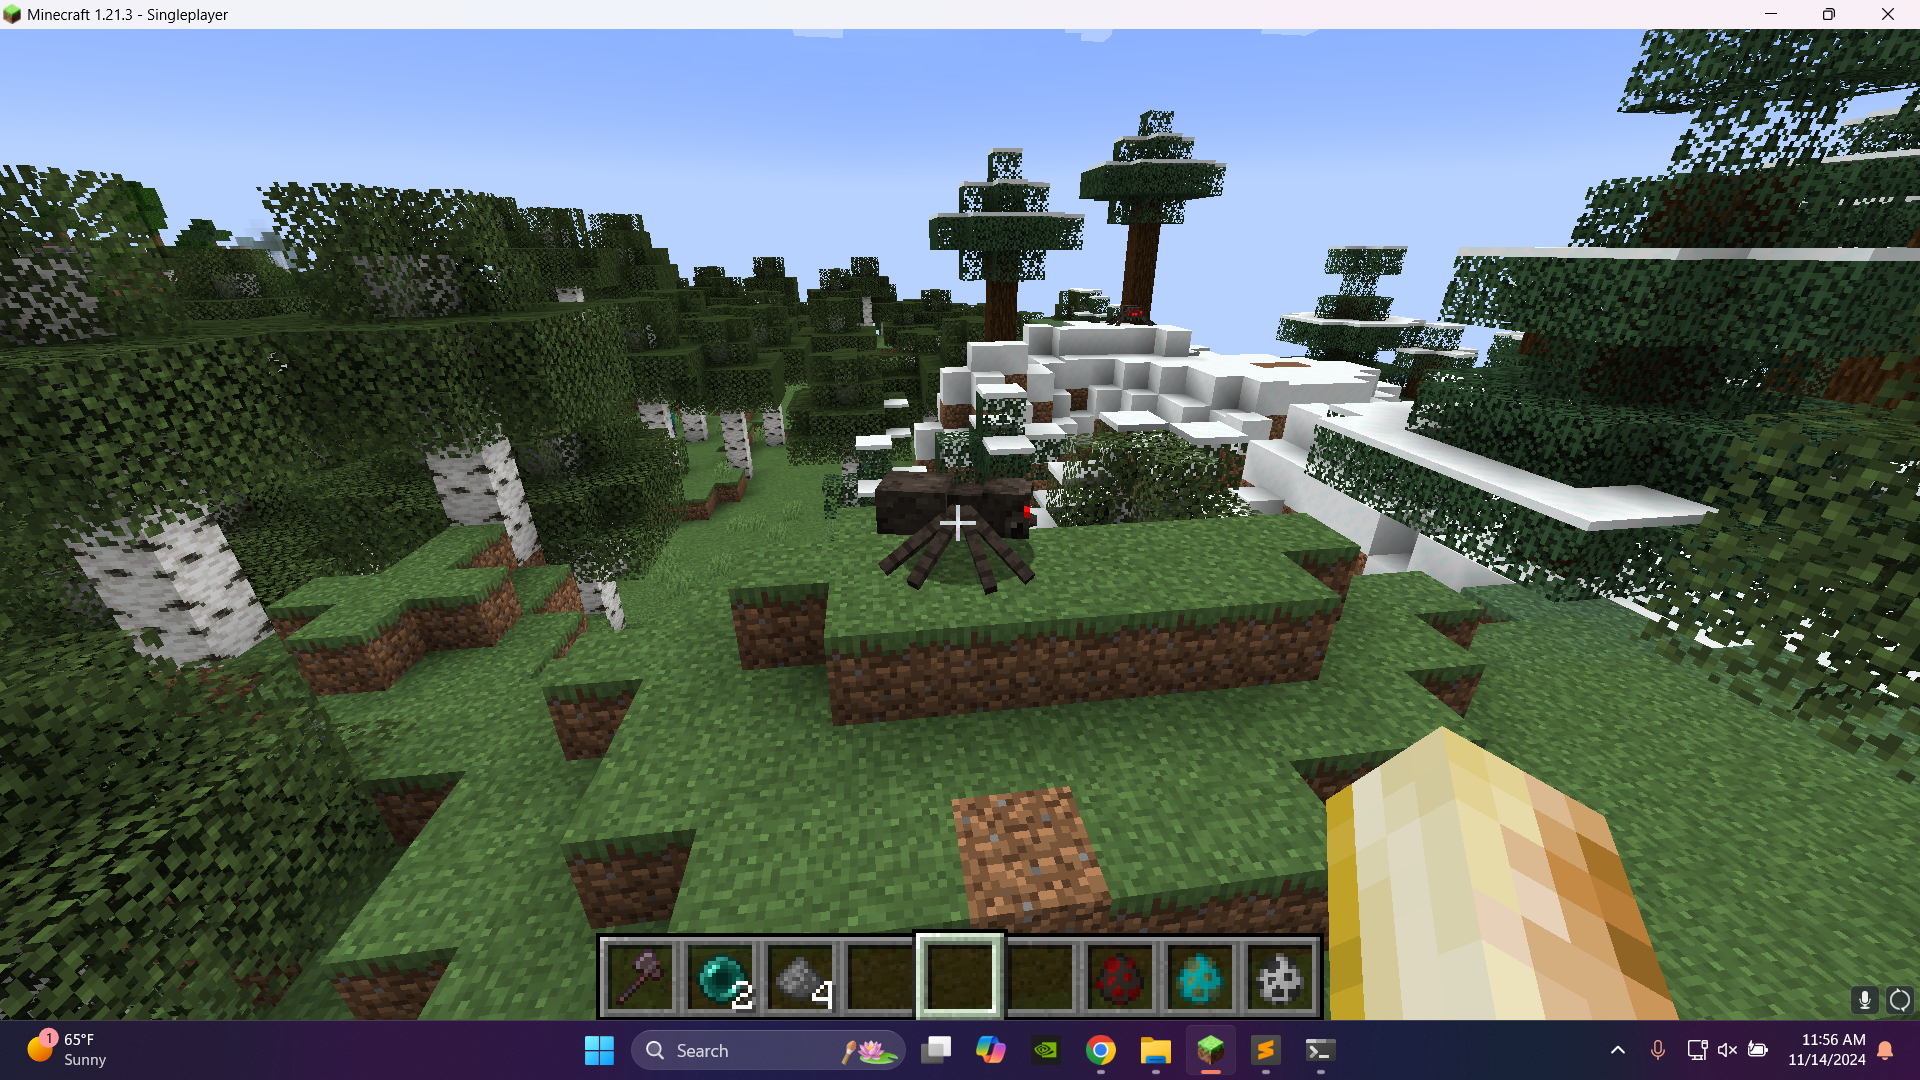 Minecraft 1.21.3 - Singleplayer
2
4
1
65°F
Sunny
Search
11:56 AM
11/14/2024